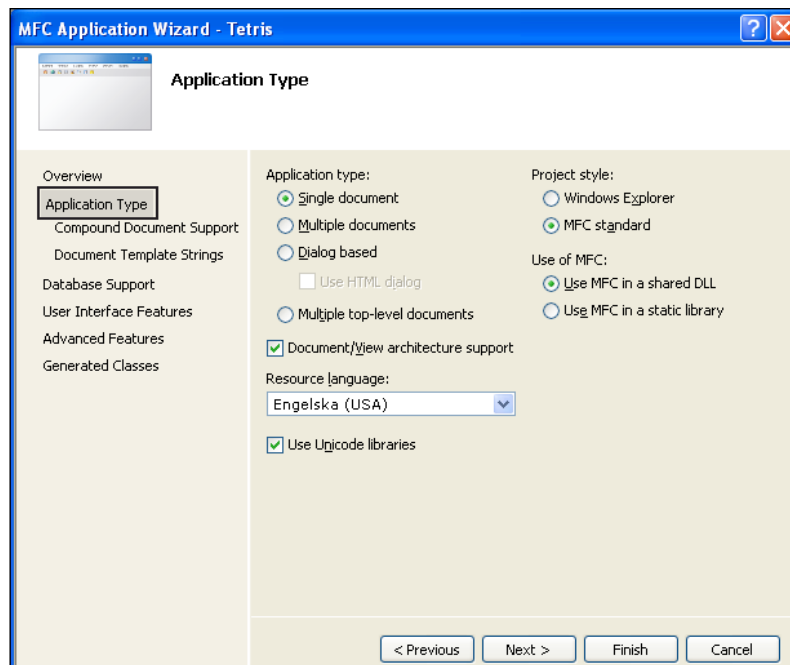 MFC Application Wizard - Tetris
Application Type
Overview
Application Type
Compound Document Support
Document Template Strings
Database Support
User Interface Features
Advanced Features
Generated Classes
Application type:
Single document
Multiple documents
Dialog based
Use HTML dialog
Multiple top-level documents
Document/View architecture support
Resource language:
Engelska (USA)
Use Unicode libraries
Project style:
Windows Explorer
MFC standard
Use of MFC:
Use MFC in a shared DLL
Use MFC in a static library
< Previous
Next >
Finish
Cancel